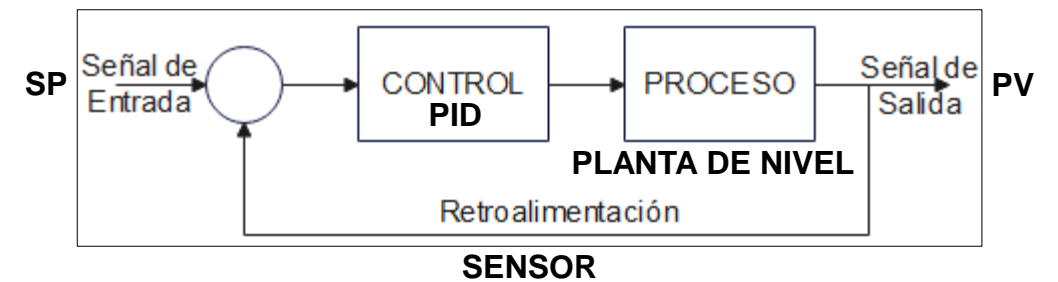 SP
Señal de
Entrada
CONTROL
PID
PROCESO
PLANTA DE NIVEL
Señal de
Salida
PV
Retroalimentación
SENSOR